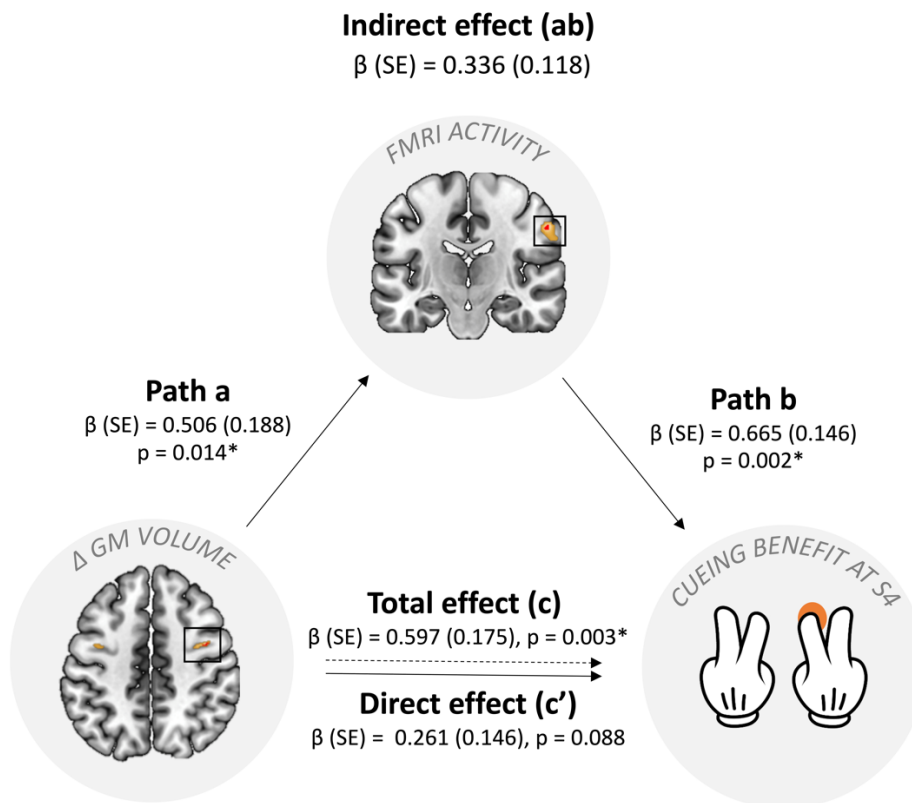 Indirect effect (ab)
β (SE) = 0.336 (0.118)
FMRI ACTIVITY
Path a
β (SE) = 0.506 (0.188)
p = 0.014*
Path b
β (SE) = 0.665 (0.146)
p = 0.002*
Δ GM VOLUME
Total effect (c)
β (SE) = 0.597 (0.175), p = 0.003*
Direct effect (c’)
β (SE) = 0.261 (0.146), p = 0.088
CUEING BENEFIT AT S4